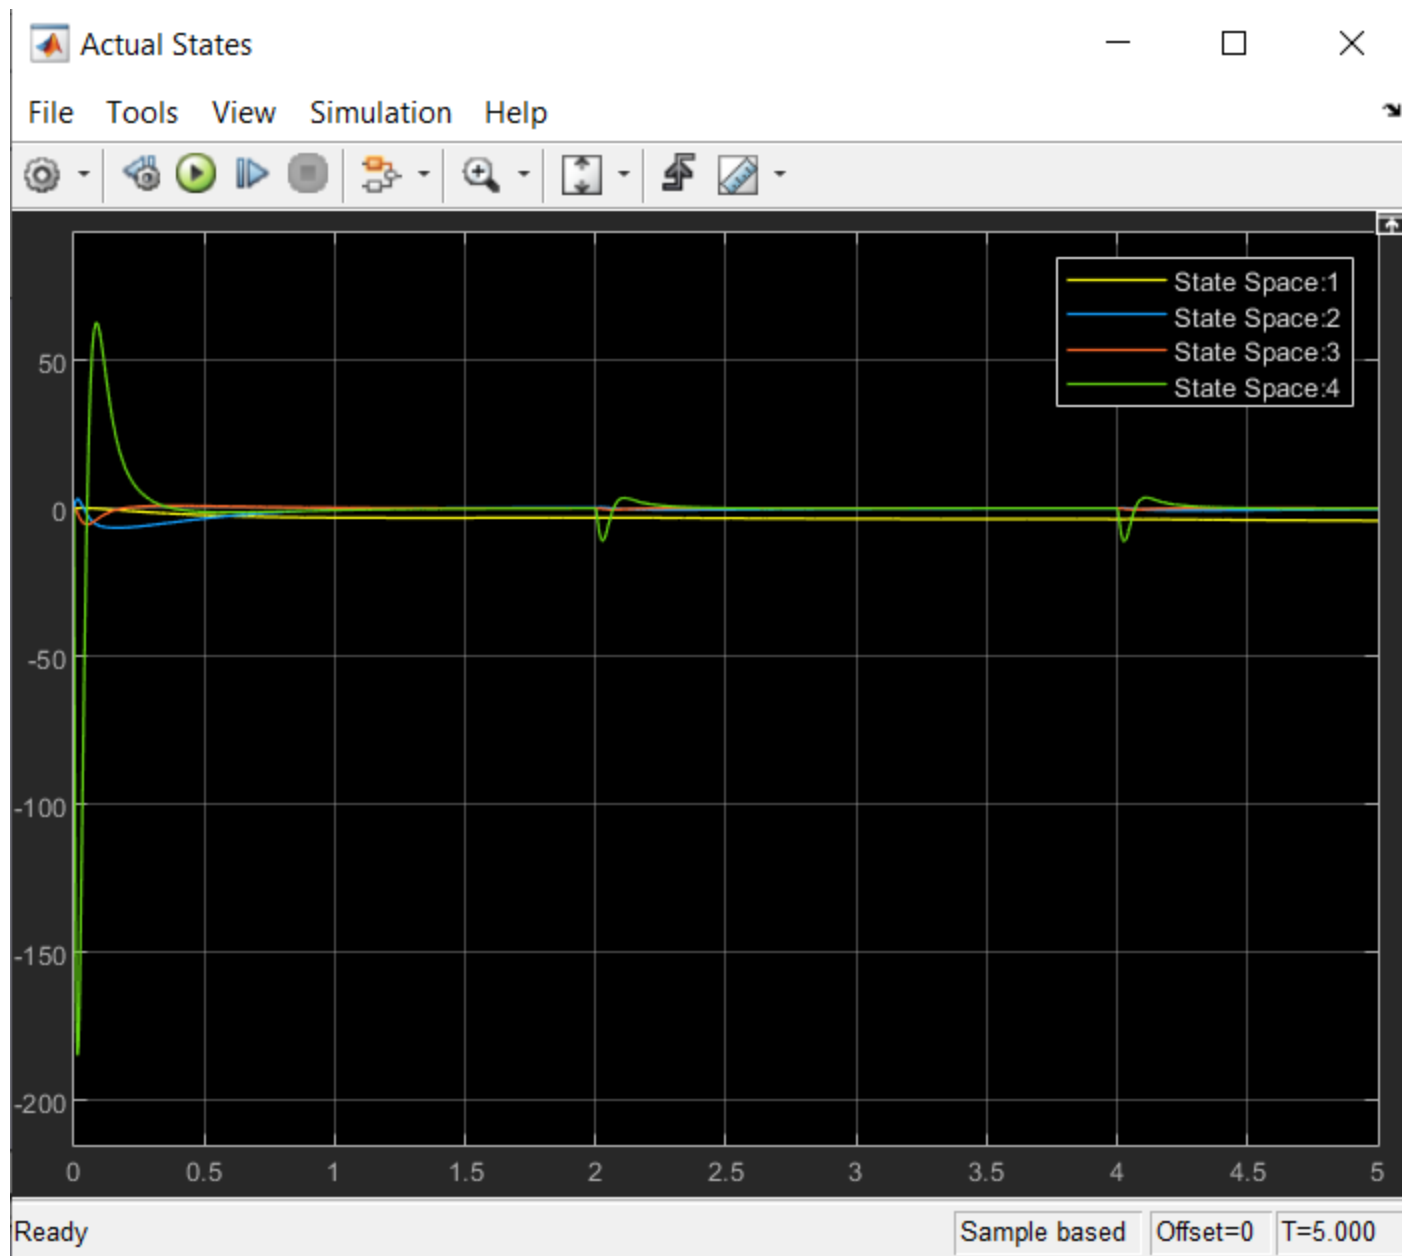 Actual States
File Tools View Simulation Help
State Space:1
State Space:2
State Space:3
State Space:4
50
0
-50
-100
-150
-200
0 0.5 1 1.5 2 2.5 3 3.5 4 4.5 5
Ready Sample based Offset=0 T=5.000